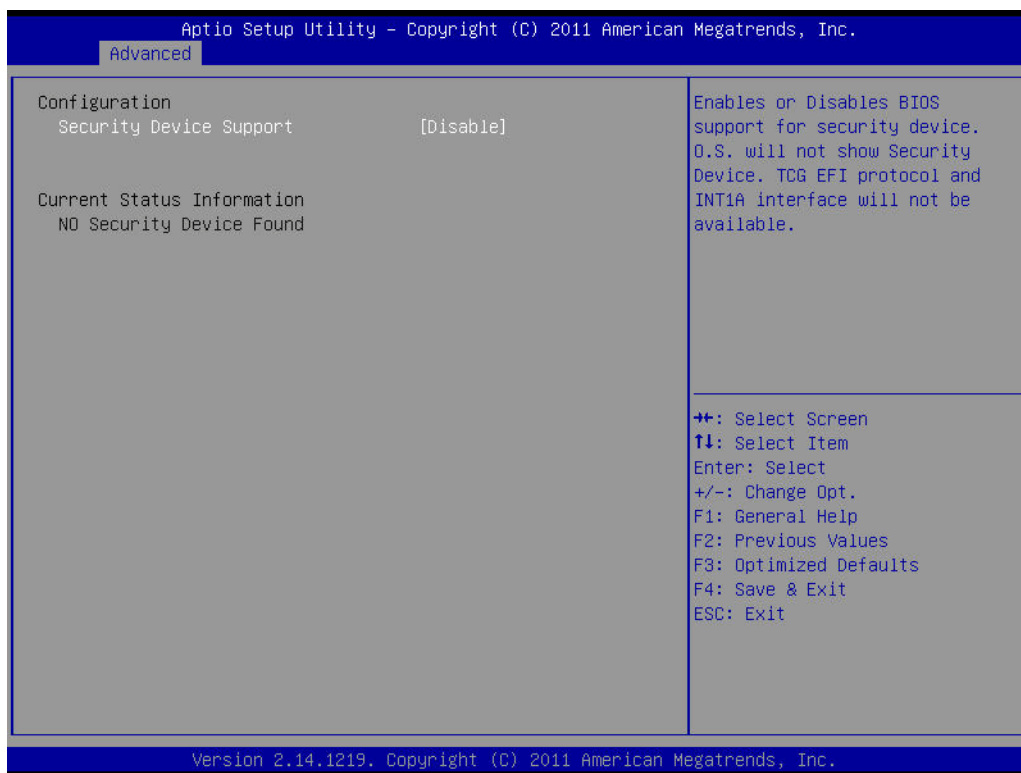 Aptio Setup Utility – Copyright (C) 2011 American Megatrends, Inc.
Advanced
Configuration
Security Device Support [Disable]
Current Status Information
NO Security Device Found
Enables or Disables BIOS
support for security device.
O.S. will not show Security
Device. TCG EFI protocol and
INT1A interface will not be
available.
→←: Select Screen
↑↓: Select Item
Enter: Select
+/-: Change Opt.
F1: General Help
F2: Previous Values
F3: Optimized Defaults
F4: Save & Exit
ESC: Exit
Version 2.14.1219. Copyright (C) 2011 American Megatrends, Inc.